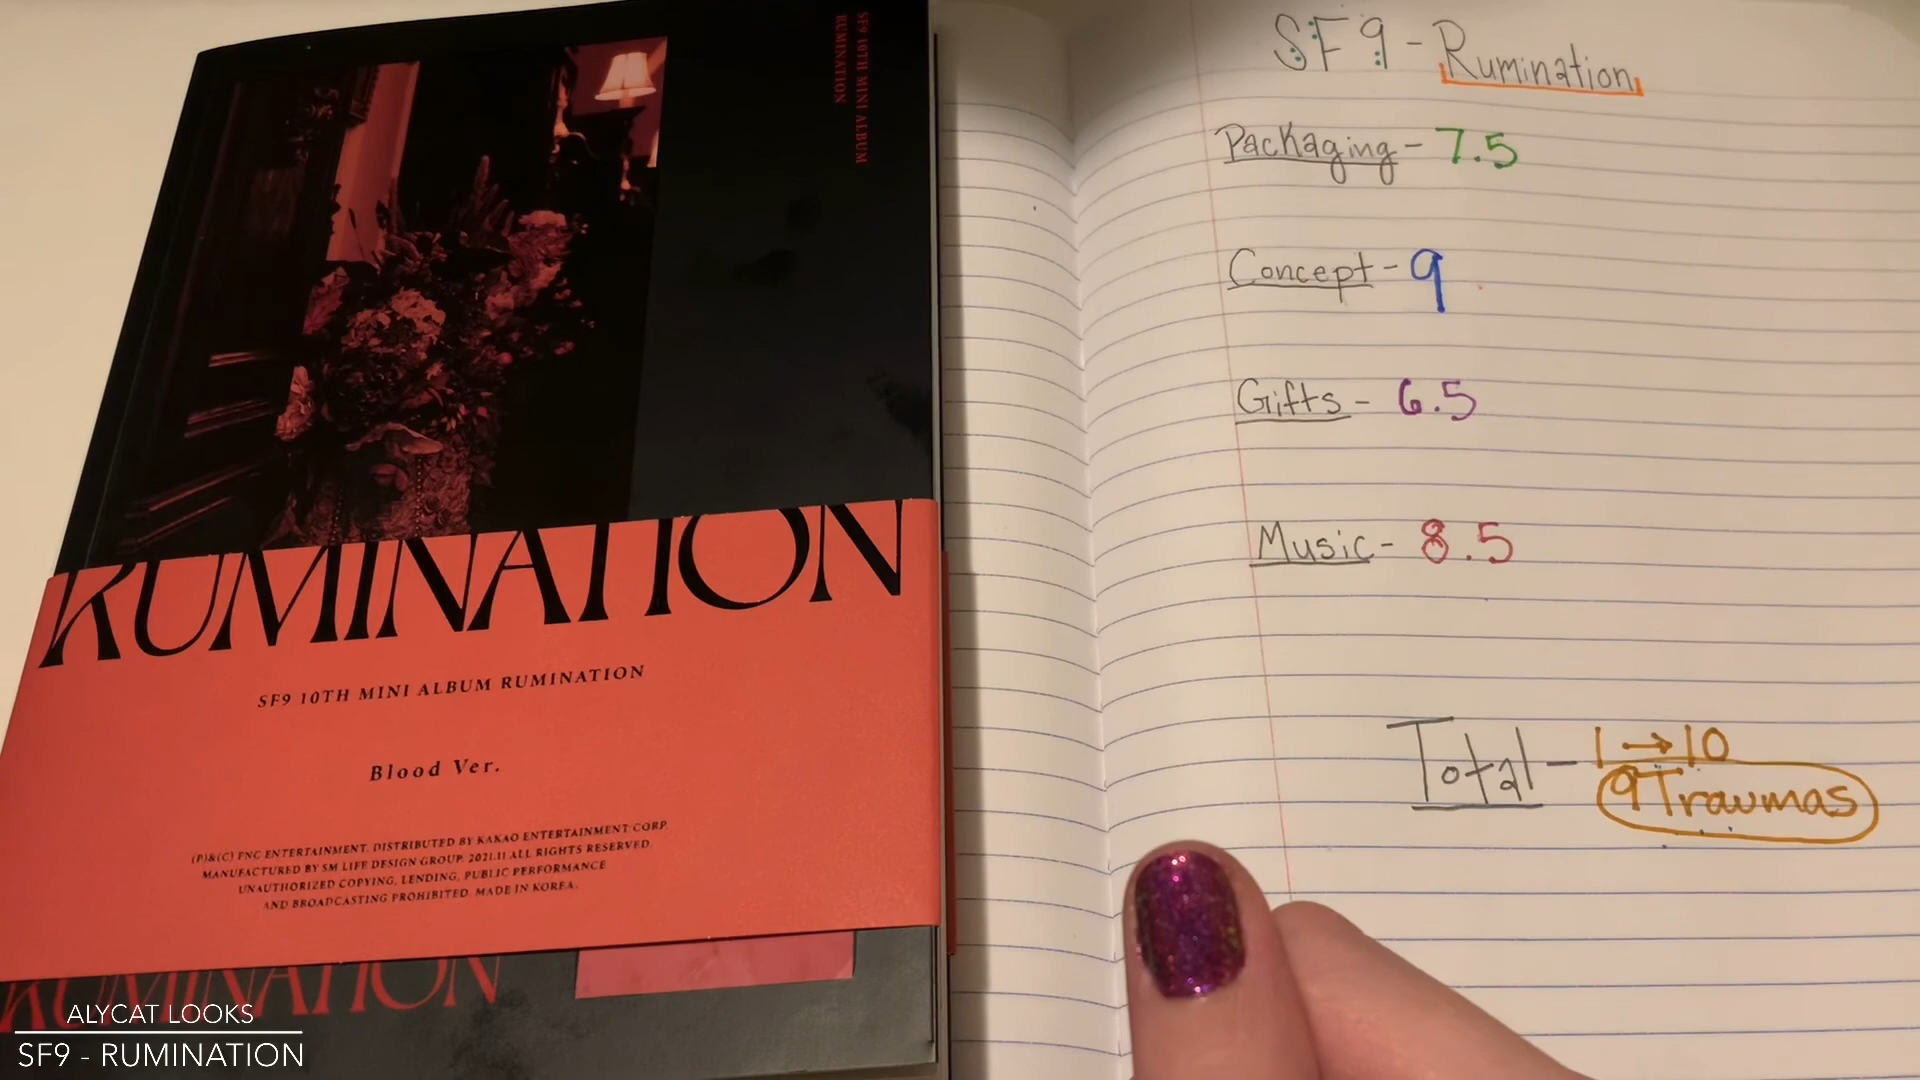 SF9 10TH MINI ALBUM
RUMINATION
RUMINATION
SF9 10TH MINI ALBUM RUMINATION
Blood Ver.
(P)&(C) FNC ENTERTAINMENT. DISTRIBUTED BY KAKAO ENTERTAINMENT CORP.
MANUFACTURED BY SM LIFE DESIGN GROUP. 2021.11 ALL RIGHTS RESERVED.
UNAUTHORIZED COPYING, LENDING, PUBLIC PERFORMANCE
AND BROADCASTING PROHIBITED. MADE IN KOREA.
RUMINATION
SF9 - Rumination
Packaging - 7.5
Concept - 9
Gifts - 6.5
Music - 8.5
Total - 1 → 10
9 Traumas
ALYCAT LOOKS
SF9 - RUMINATION